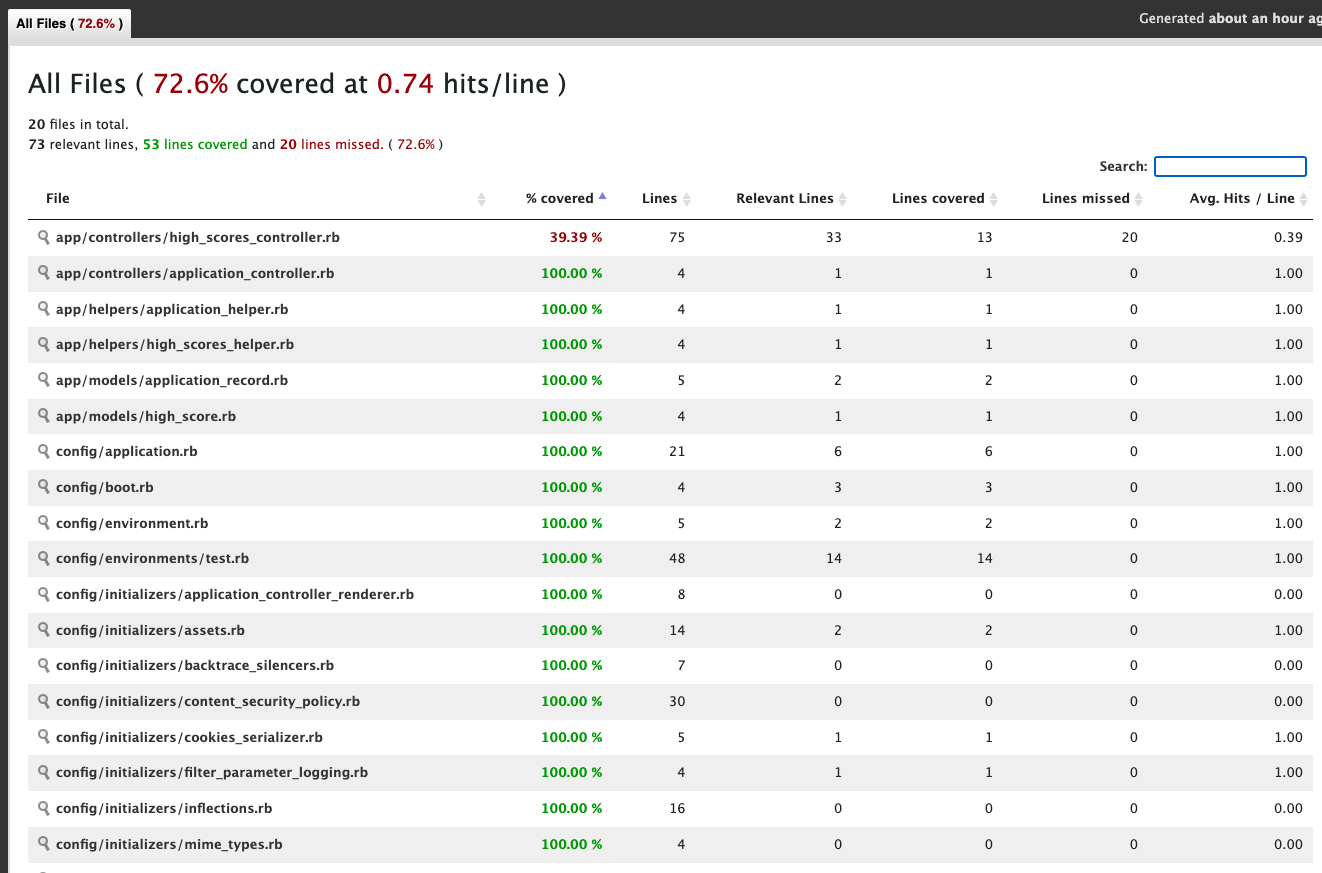 All Files ( 72.6% )
Generated about an hour ag
All Files ( 72.6% covered at 0.74 hits/line )
20 files in total.
73 relevant lines, 53 lines covered and 20 lines missed. ( 72.6% )
Search:
File % covered Lines Relevant Lines Lines covered Lines missed Avg. Hits / Line
app/controllers/high_scores_controller.rb 39.39 % 75 33 13 20 0.39
app/controllers/application_controller.rb 100.00 % 4 1 1 0 1.00
app/helpers/application_helper.rb 100.00 % 4 1 1 0 1.00
app/helpers/high_scores_helper.rb 100.00 % 4 1 1 0 1.00
app/models/application_record.rb 100.00 % 5 2 2 0 1.00
app/models/high_score.rb 100.00 % 4 1 1 0 1.00
config/application.rb 100.00 % 21 6 6 0 1.00
config/boot.rb 100.00 % 4 3 3 0 1.00
config/environment.rb 100.00 % 5 2 2 0 1.00
config/environments/test.rb 100.00 % 48 14 14 0 1.00
config/initializers/application_controller_renderer.rb 100.00 % 8 0 0 0 0.00
config/initializers/assets.rb 100.00 % 14 2 2 0 1.00
config/initializers/backtrace_silencers.rb 100.00 % 7 0 0 0 0.00
config/initializers/content_security_policy.rb 100.00 % 30 0 0 0 0.00
config/initializers/cookies_serializer.rb 100.00 % 5 1 1 0 1.00
config/initializers/filter_parameter_logging.rb 100.00 % 4 1 1 0 1.00
config/initializers/inflections.rb 100.00 % 16 0 0 0 0.00
config/initializers/mime_types.rb 100.00 % 4 0 0 0 0.00